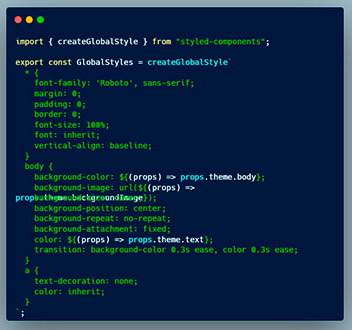 import { createGlobalStyle } from "styled-components";
export const GlobalStyles = createGlobalStyle`
* {
font-family: 'Roboto', sans-serif;
margin: 0;
padding: 0;
border: 0;
font-size: 100%;
font: inherit;
vertical-align: baseline;
}
body {
background-color: ${(props) => props.theme.body};
background-image: url(${(props) =>
props.theme.backgroundImage});
background-position: center;
background-repeat: no-repeat;
background-attachment: fixed;
color: ${(props) => props.theme.text};
transition: background-color 0.3s ease, color 0.3s ease;
}
a {
text-decoration: none;
color: inherit;
}
`;